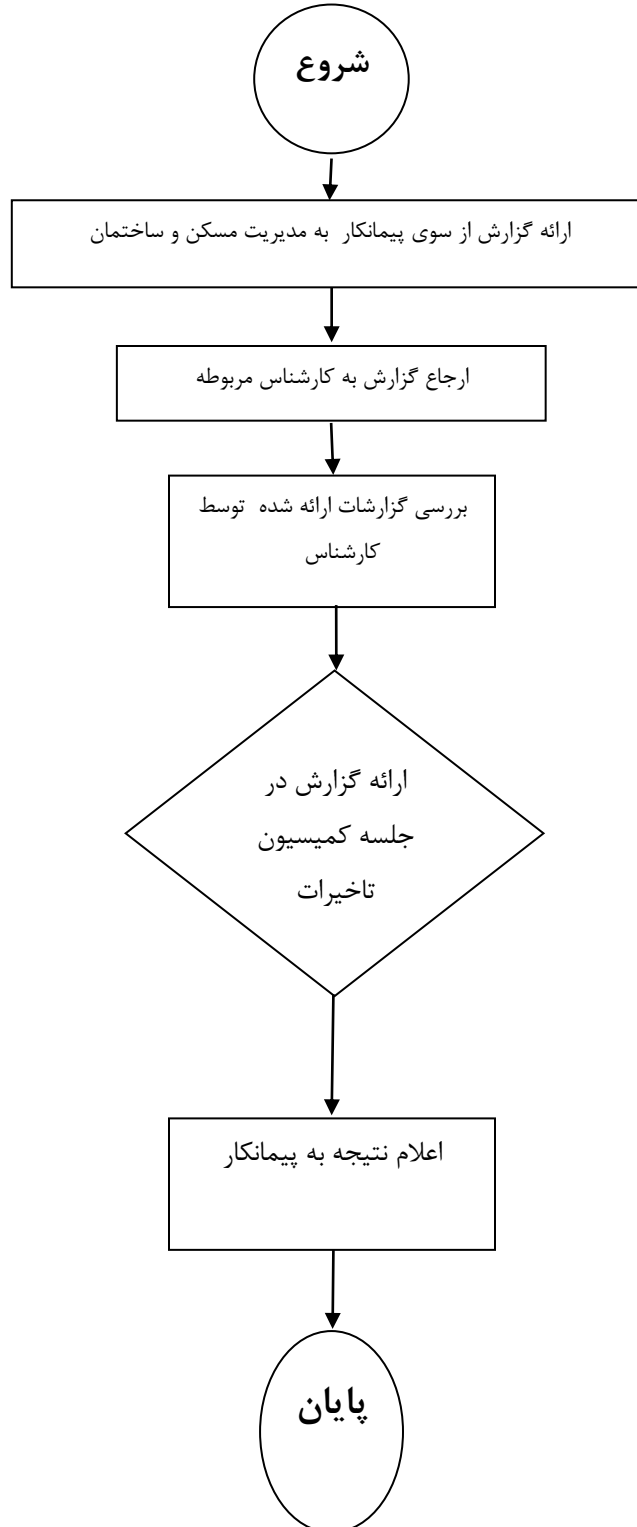 شروع
ارائه گزارش از سوی پیمانکار به مدیریت مسکن و ساختمان
ارجاع گزارش به کارشناس مربوطه
بررسی گزارشات ارائه شده توسط
کارشناس
ارائه گزارش در
جلسه کمیسیون
تاخیرات
اعلام نتیجه به پیمانکار
پایان